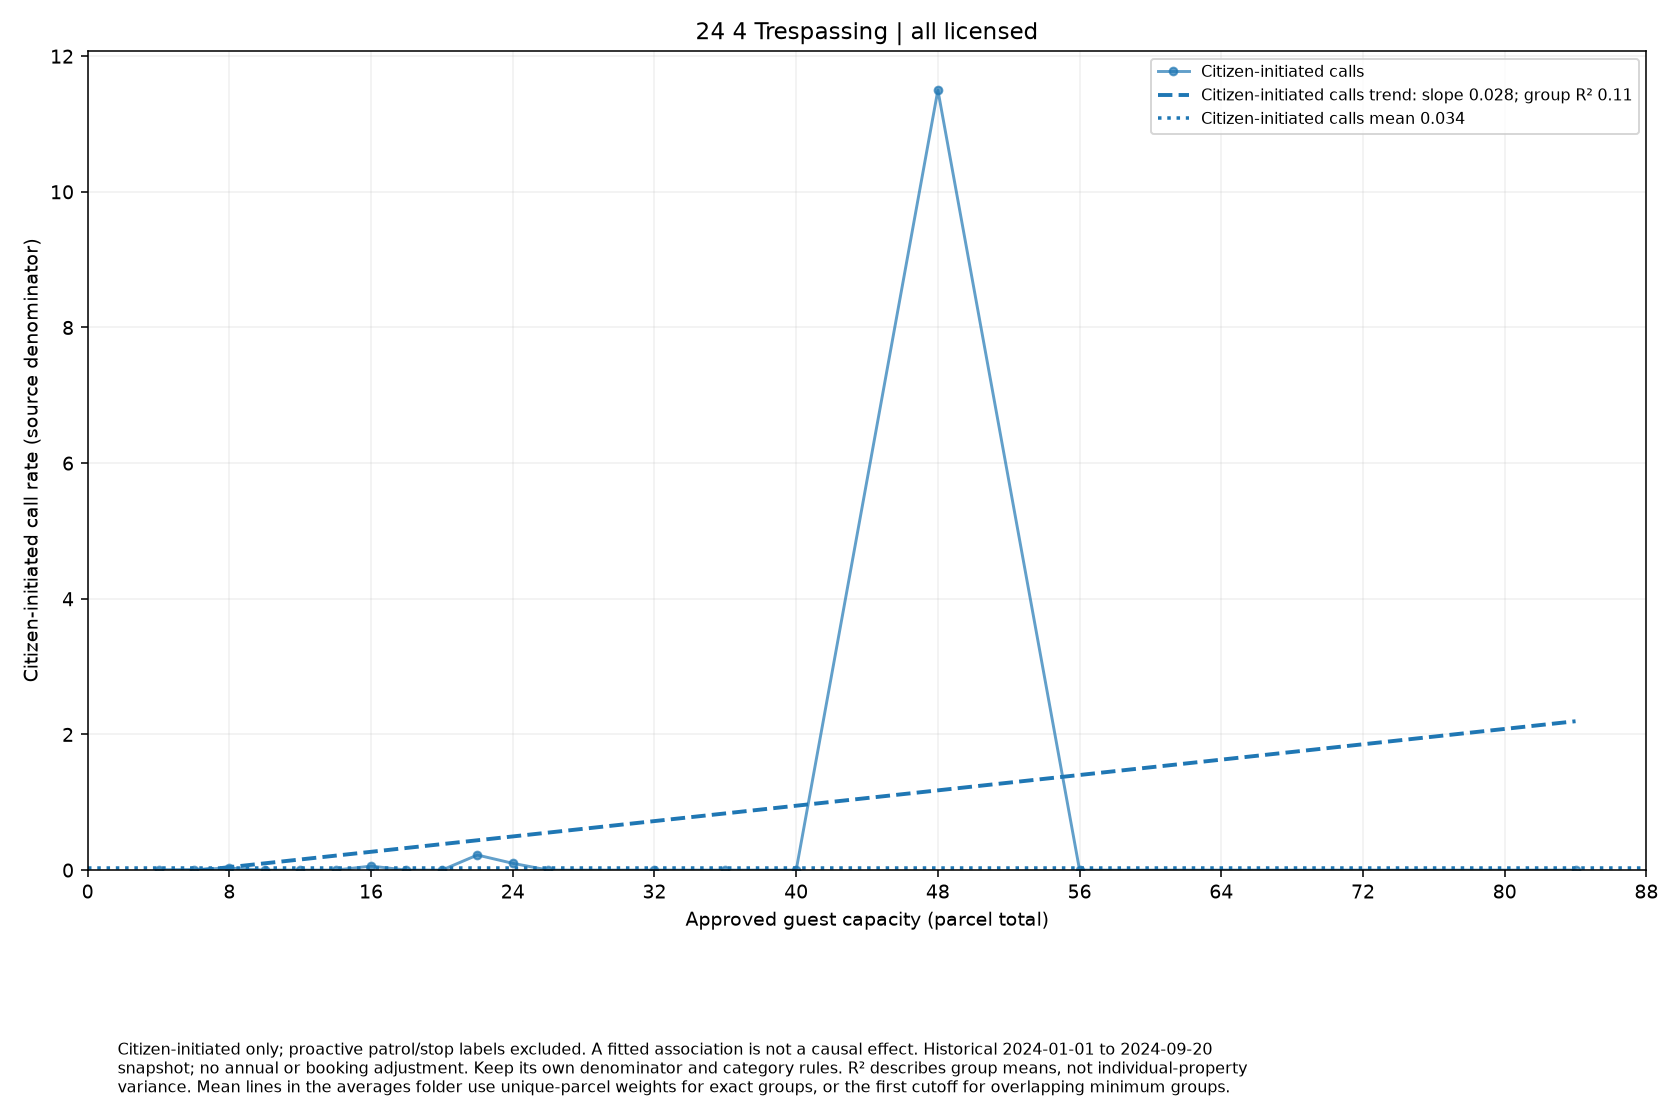 24 4 Trespassing | all licensed
Citizen-initiated calls
Citizen-initiated calls trend: slope 0.028; group R² 0.11
Citizen-initiated calls mean 0.034
Citizen-initiated call rate (source denominator)
12
10
8
6
4
2
0
0 8 16 24 32 40 48 56 64 72 80 88
Approved guest capacity (parcel total)
Citizen-initiated only; proactive patrol/stop labels excluded. A fitted association is not a causal effect. Historical 2024-01-01 to 2024-09-20
snapshot; no annual or booking adjustment. Keep its own denominator and category rules. R² describes group means, not individual-property
variance. Mean lines in the averages folder use unique-parcel weights for exact groups, or the first cutoff for overlapping minimum groups.